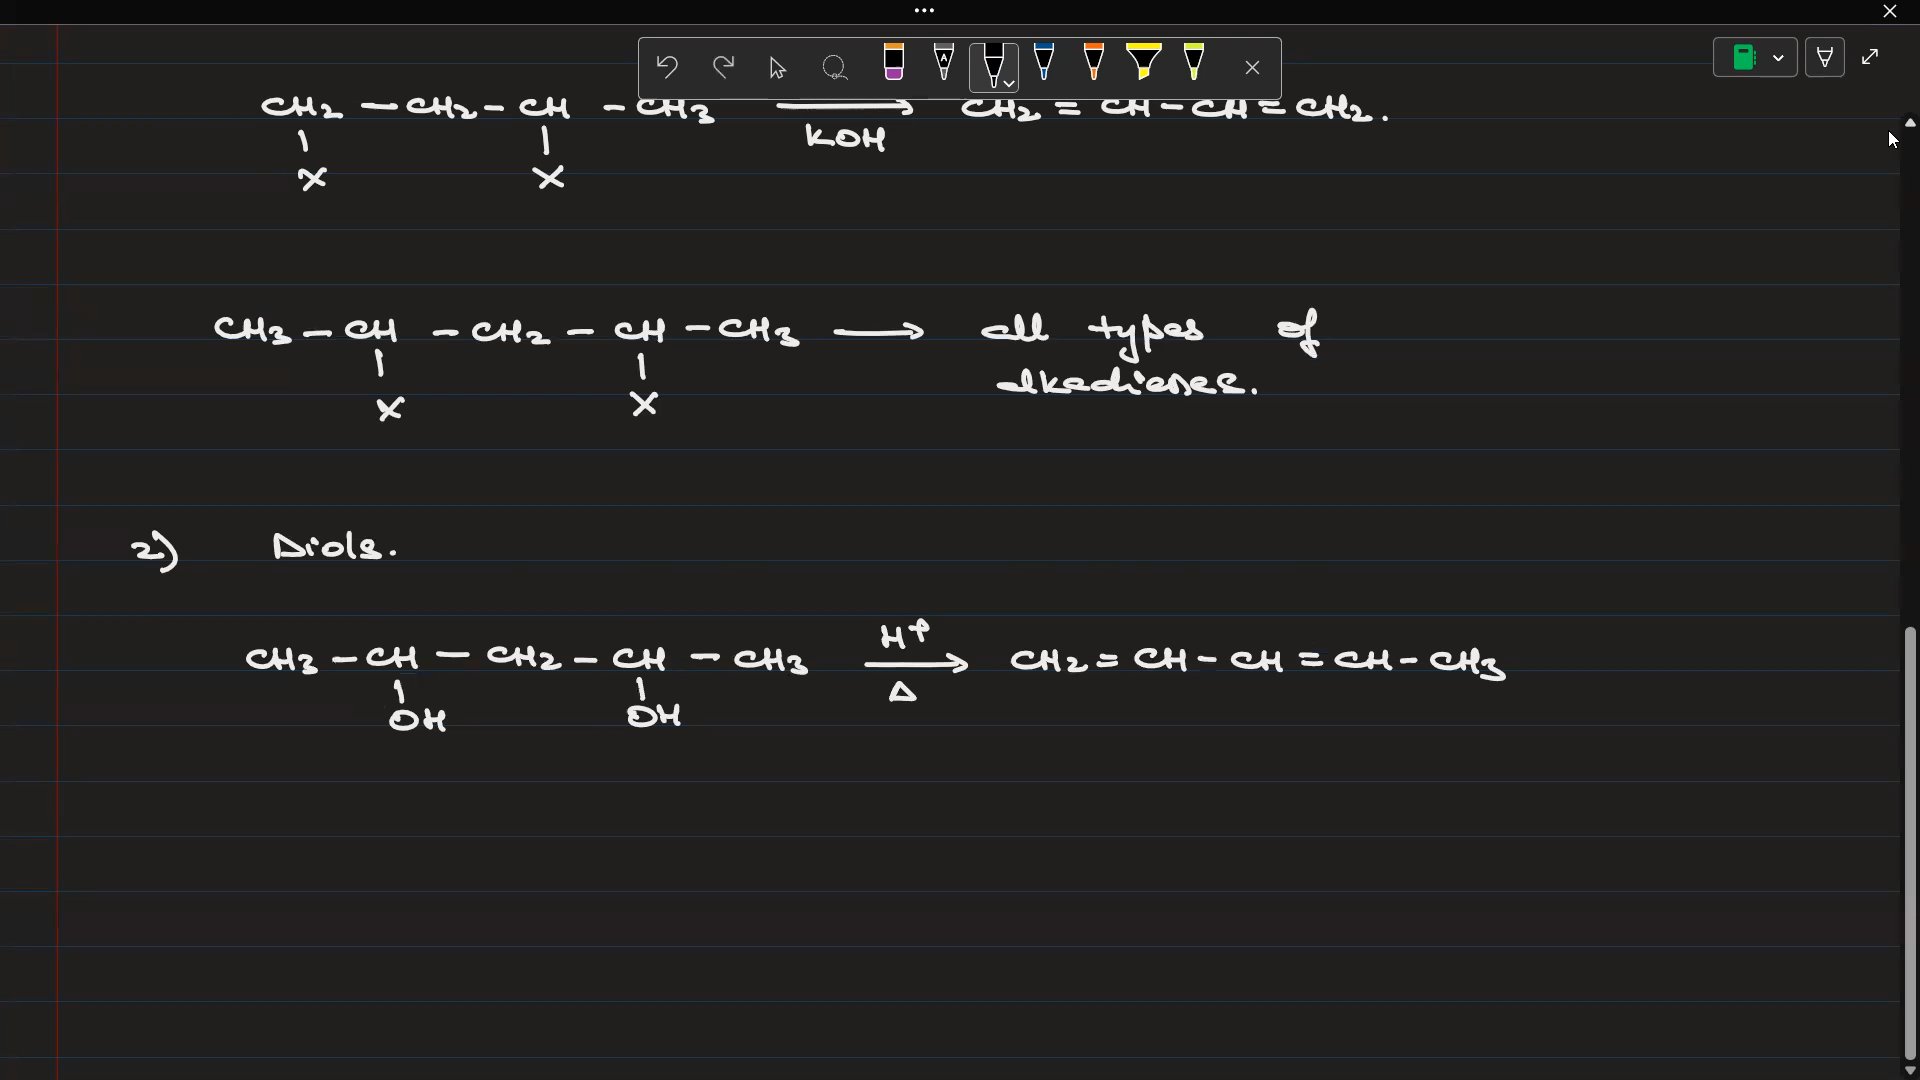 CH2 — CH2 – CH – CH3 ⟶ CH2 = CH – CH = CH2.
KOH
X X
CH3 – CH – CH2 – CH – CH3 ⟶ all types of
alkadienes.
X X
2) Diols.
H+
CH3 – CH – CH2 – CH – CH3 ⟶ CH2 = CH – CH = CH – CH3
Δ
OH OH